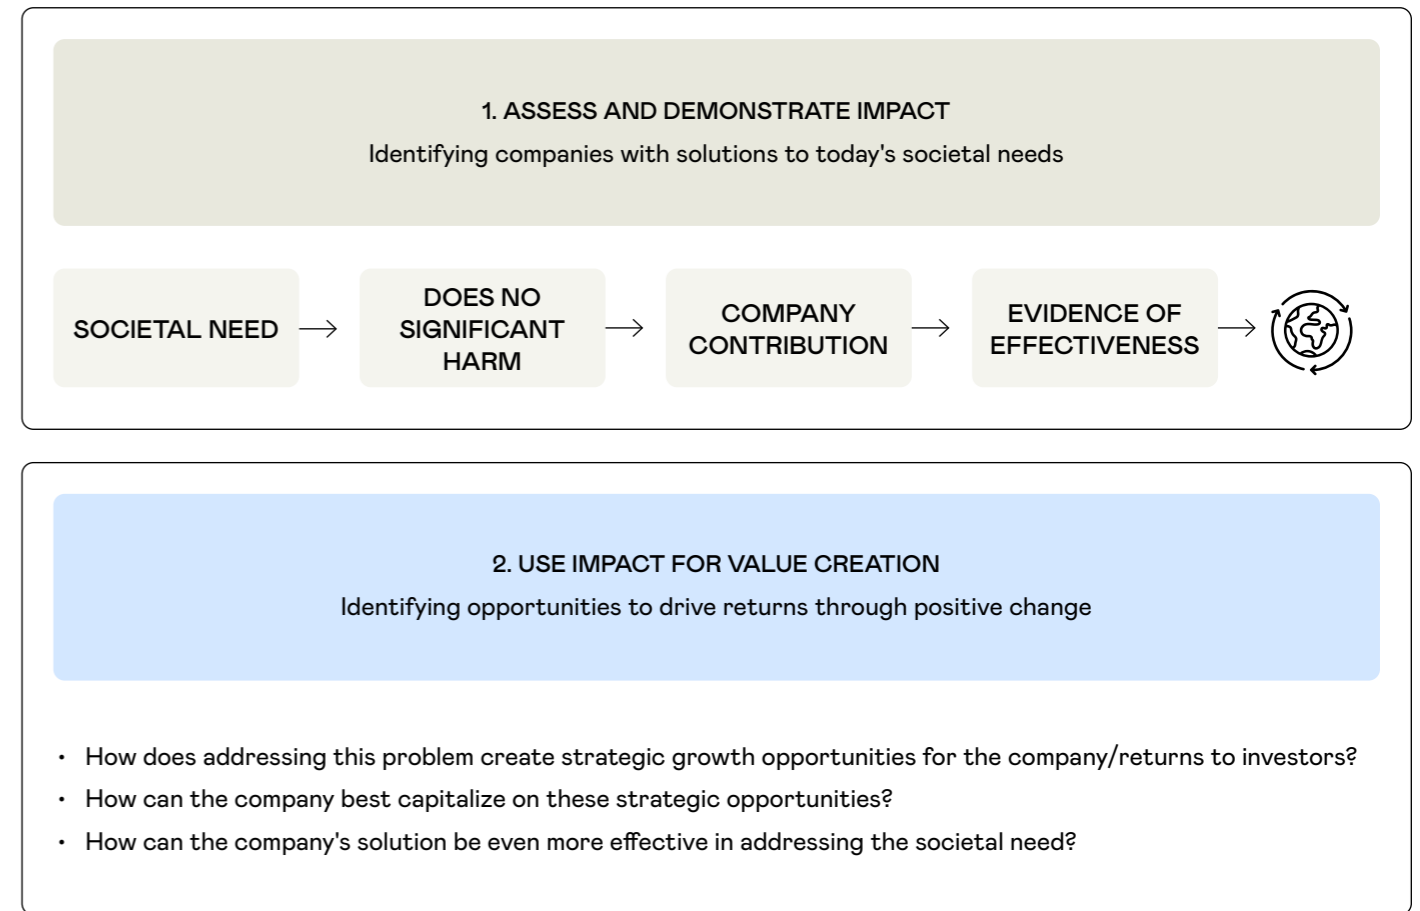 1. ASSESS AND DEMONSTRATE IMPACT
Identifying companies with solutions to today's societal needs
SOCIETAL NEED
DOES NO
SIGNIFICANT
HARM
COMPANY
CONTRIBUTION
EVIDENCE OF
EFFECTIVENESS
2. USE IMPACT FOR VALUE CREATION
Identifying opportunities to drive returns through positive change
• How does addressing this problem create strategic growth opportunities for the company/returns to investors?
• How can the company best capitalize on these strategic opportunities?
• How can the company's solution be even more effective in addressing the societal need?